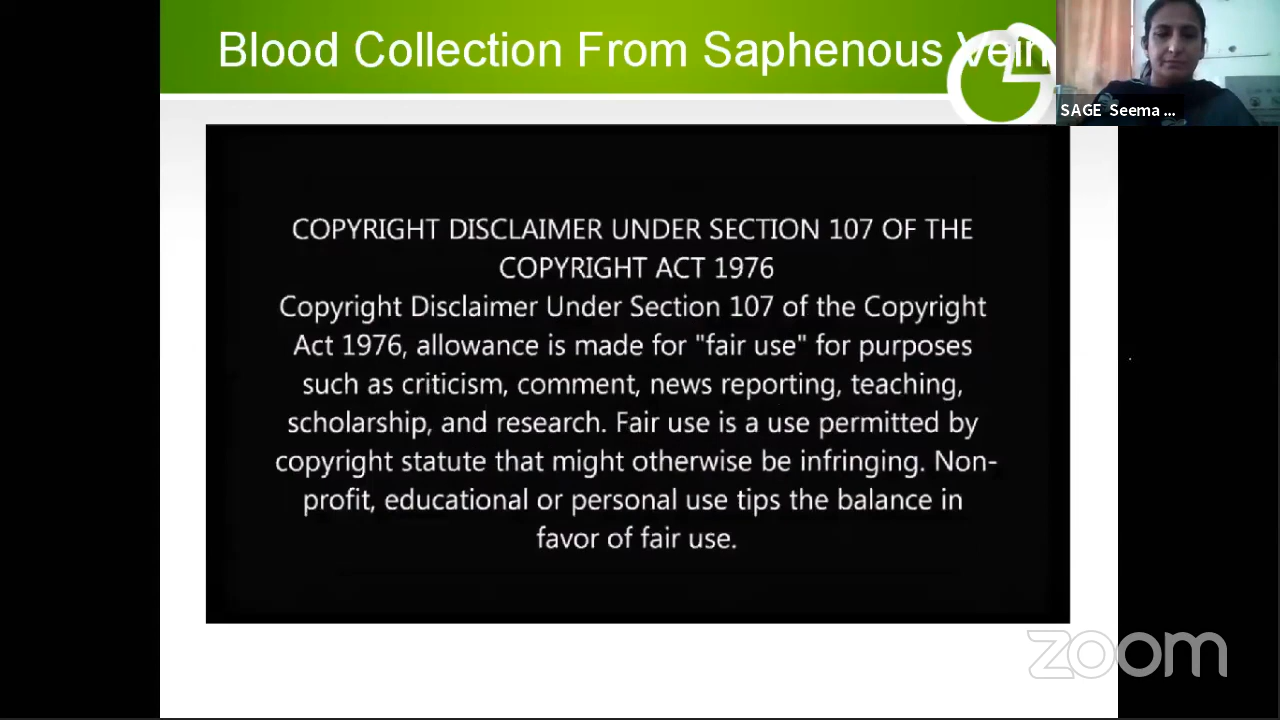 Blood Collection From Saphenous Vein
SAGE Seema ...
COPYRIGHT DISCLAIMER UNDER SECTION 107 OF THE
COPYRIGHT ACT 1976
Copyright Disclaimer Under Section 107 of the Copyright
Act 1976, allowance is made for "fair use" for purposes
such as criticism, comment, news reporting, teaching,
scholarship, and research. Fair use is a use permitted by
copyright statute that might otherwise be infringing. Non-
profit, educational or personal use tips the balance in
favor of fair use.
zoom